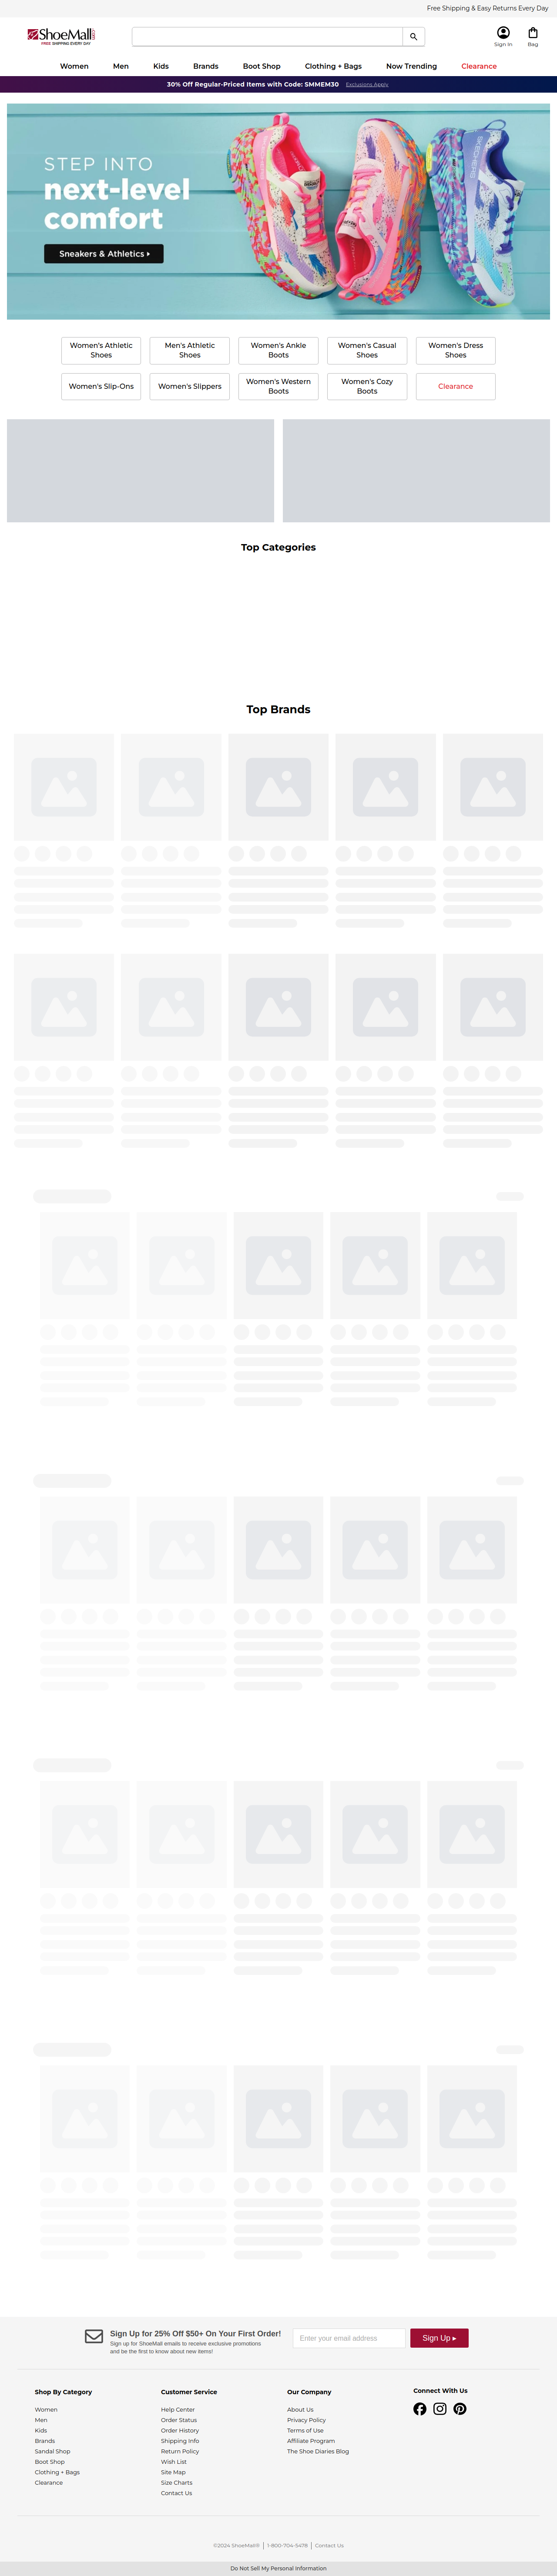 Free Shipping & Easy Returns Every Day
ShoeMall.com
FREE SHIPPING EVERY DAY
Sign In
Bag
Women
Men
Kids
Brands
Boot Shop
Clothing + Bags
Now Trending
Clearance
30% Off Regular-Priced Items with Code: SMMEM30 Exclusions Apply
STEP INTO
next-level
comfort
Sneakers & Athletics
SKECHERS
Women's Athletic
Shoes
Men's Athletic
Shoes
Women's Ankle
Boots
Women's Casual
Shoes
Women's Dress
Shoes
Women's Slip-Ons
Women's Slippers
Women's Western
Boots
Women's Cozy
Boots
Clearance
Top Categories
Top Brands
Sign Up for 25% Off $50+ On Your First Order!
Sign up for ShoeMall emails to receive exclusive promotions
and be the first to know about new items!
Enter your email address
Sign Up ▸
Shop By Category
Women
Men
Kids
Brands
Sandal Shop
Boot Shop
Clothing + Bags
Clearance
Customer Service
Help Center
Order Status
Order History
Shipping Info
Return Policy
Wish List
Site Map
Size Charts
Contact Us
Our Company
About Us
Privacy Policy
Terms of Use
Affiliate Program
The Shoe Diaries Blog
Connect With Us
©2024 ShoeMall® | 1-800-704-5478 | Contact Us
Do Not Sell My Personal Information